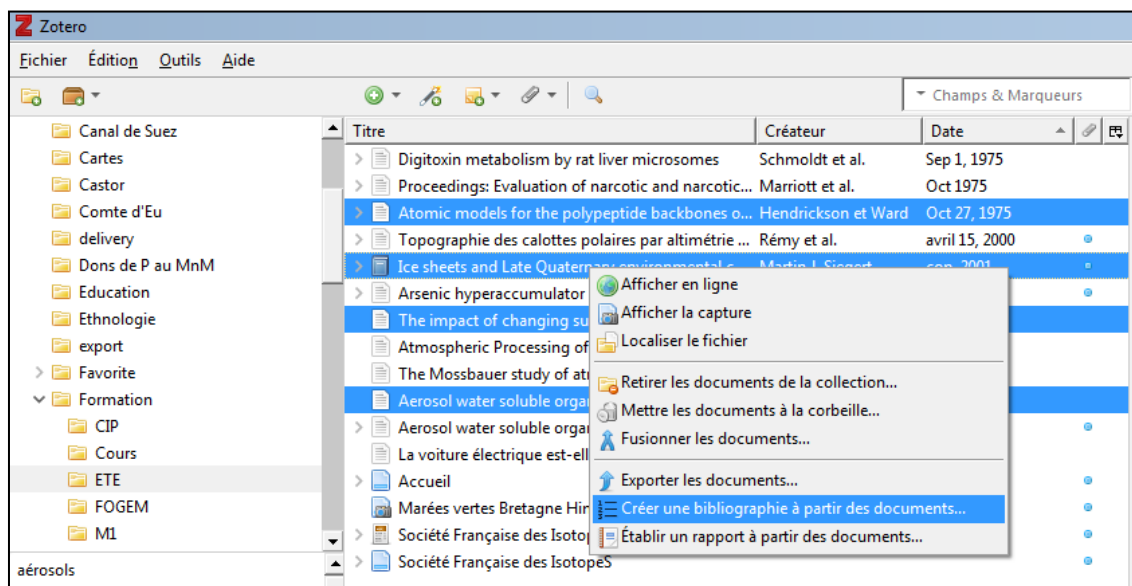 Zotero
Fichier Édition Outils Aide
Champs & Marqueurs
Canal de Suez
Cartes
Castor
Comte d'Eu
delivery
Dons de P au MnM
Education
Ethnologie
export
Favorite
Formation
CIP
Cours
ETE
FOGEM
M1
aérosols
Titre Créateur Date
Digitoxin metabolism by rat liver microsomes Schmoldt et al. Sep 1, 1975
Proceedings: Evaluation of narcotic and narcotic... Marriott et al. Oct 1975
Atomic models for the polypeptide backbones o... Hendrickson et Ward Oct 27, 1975
Topographie des calottes polaires par altimétrie ... Rémy et al. avril 15, 2000
Ice sheets and Late Quaternary environmental c... Martin J. Siegert cop. 2001
Arsenic hyperaccumulator
The impact of changing su
Atmospheric Processing of
The Mossbauer study of at
Aerosol water soluble orga
Aerosol water soluble orga
La voiture électrique est-ell
Accueil
Marées vertes Bretagne Hir
Société Française des Isotop
Société Française des IsotopeS
Afficher en ligne
Afficher la capture
Localiser le fichier
Retirer les documents de la collection...
Mettre les documents à la corbeille...
Fusionner les documents...
Exporter les documents...
Créer une bibliographie à partir des documents...
Établir un rapport à partir des documents...